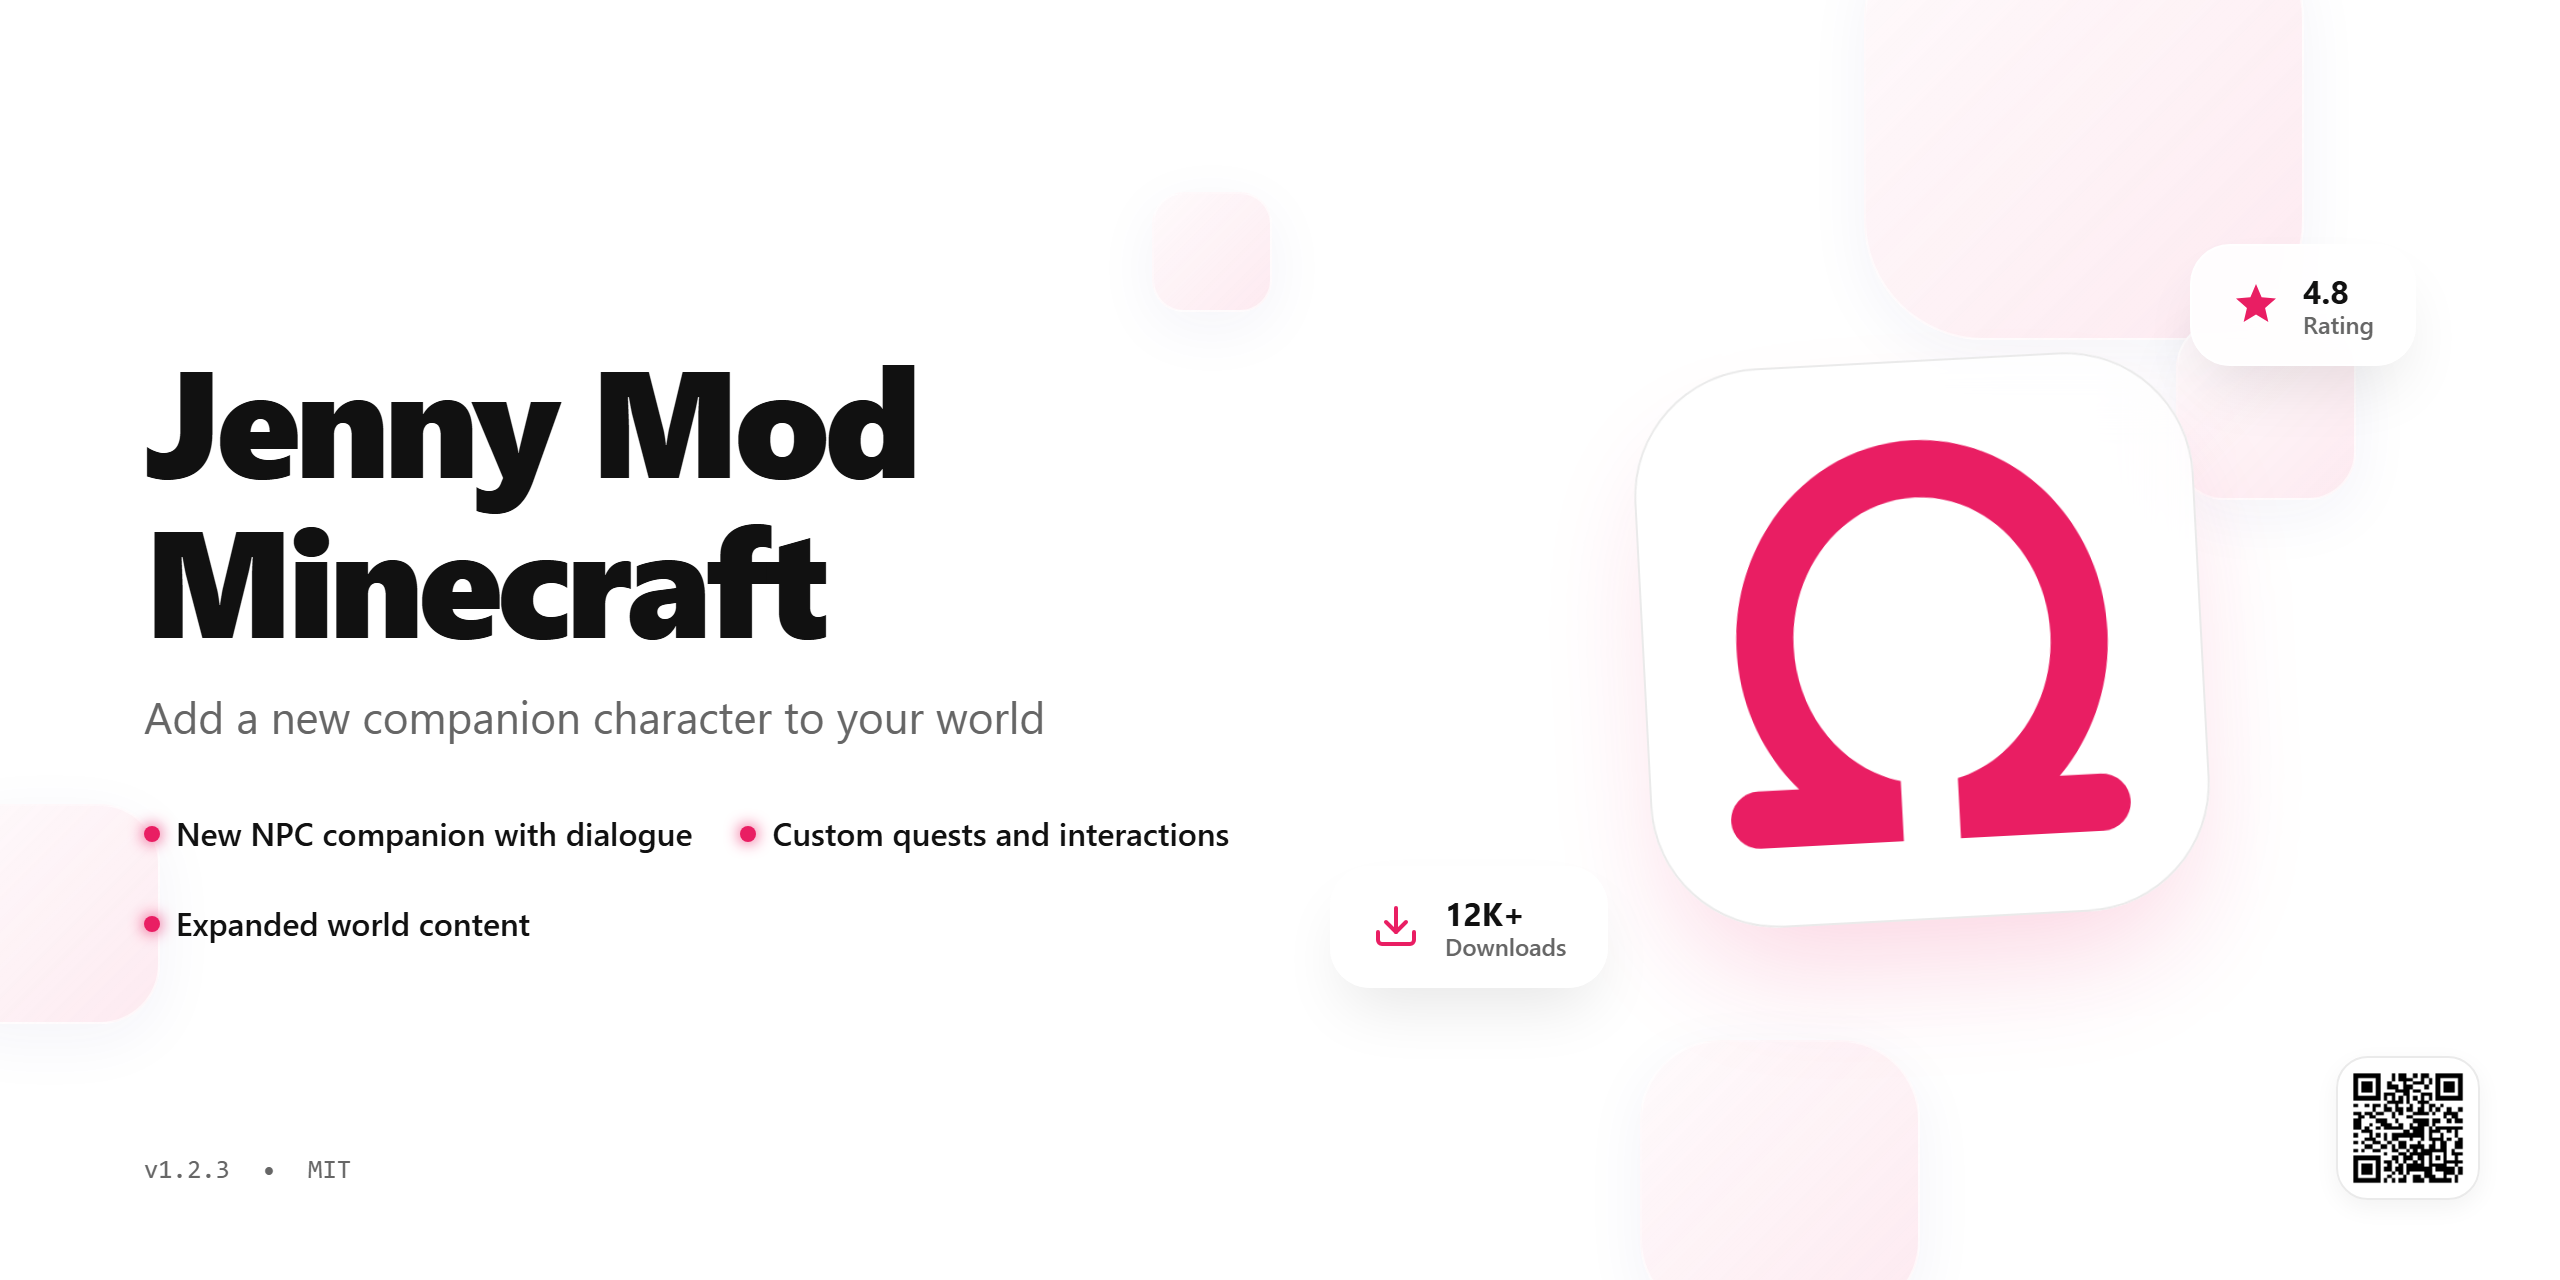 Jenny Mod
Minecraft
Add a new companion character to your world
New NPC companion with dialogue
Custom quests and interactions
Expanded world content
v1.2.3 • MIT
4.8
Rating
Ω
12K+
Downloads